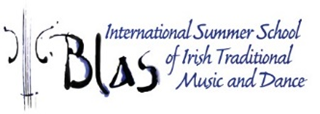 Blas
International Summer School
of Irish Traditional
Music and Dance